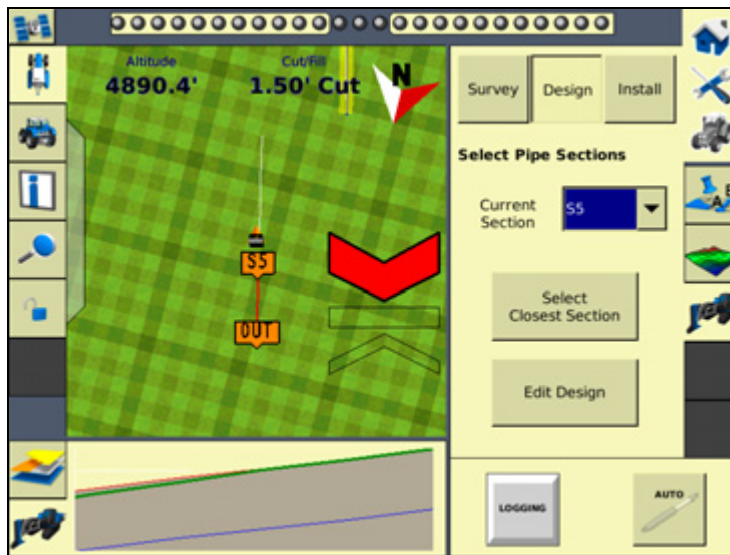 Altitude
4890.4'
Cut/Fill
1.50' Cut
N
S5
OUT
Survey
Design
Install
Select Pipe Sections
Current
Section
S5
Select
Closest Section
Edit Design
LOGGING
AUTO
A